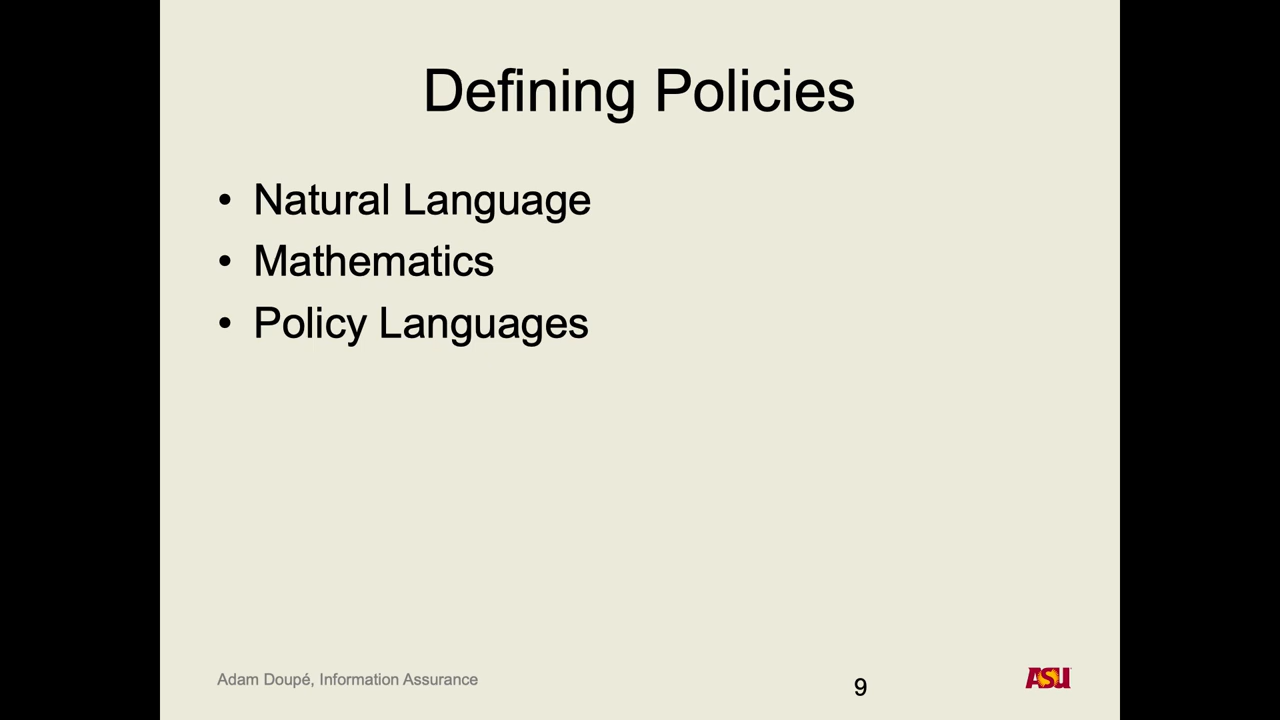 Defining Policies
• Natural Language
• Mathematics
• Policy Languages
Adam Doupé, Information Assurance
9
ASU